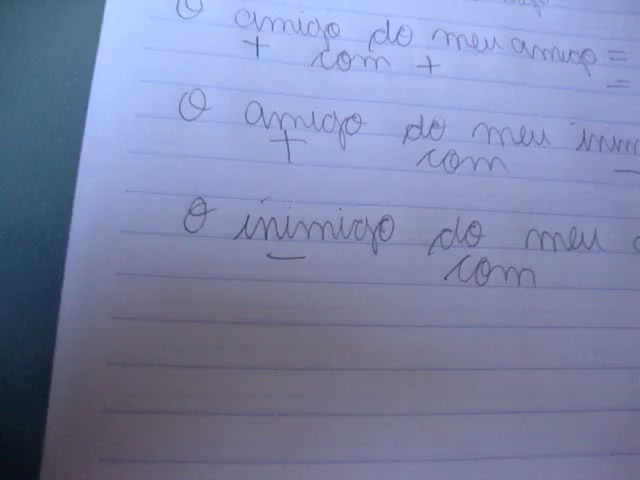 O amigo do meu amigo =
+ com + =
O amigo do meu
+ com -
O inimigo do meu
- com